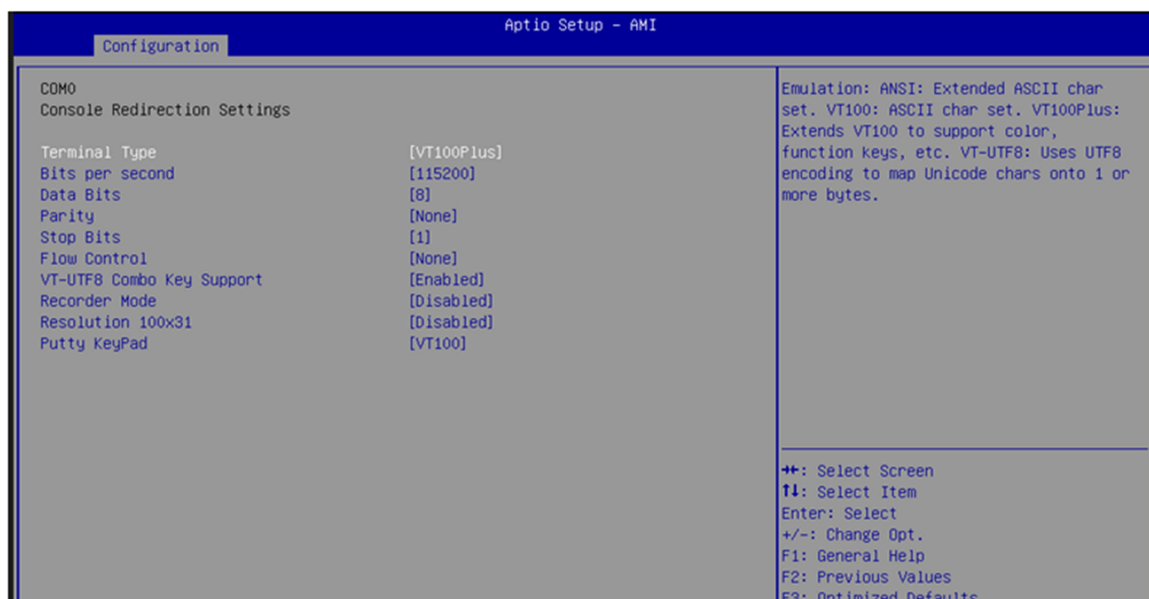 Aptio Setup – AMI
Configuration
COM0
Console Redirection Settings
Terminal Type [VT100Plus]
Bits per second [115200]
Data Bits [8]
Parity [None]
Stop Bits [1]
Flow Control [None]
VT-UTF8 Combo Key Support [Enabled]
Recorder Mode [Disabled]
Resolution 100x31 [Disabled]
Putty KeyPad [VT100]
Emulation: ANSI: Extended ASCII char
set. VT100: ASCII char set. VT100Plus:
Extends VT100 to support color,
function keys, etc. VT-UTF8: Uses UTF8
encoding to map Unicode chars onto 1 or
more bytes.
→←: Select Screen
↑↓: Select Item
Enter: Select
+/-: Change Opt.
F1: General Help
F2: Previous Values
F3: Optimized Defaults